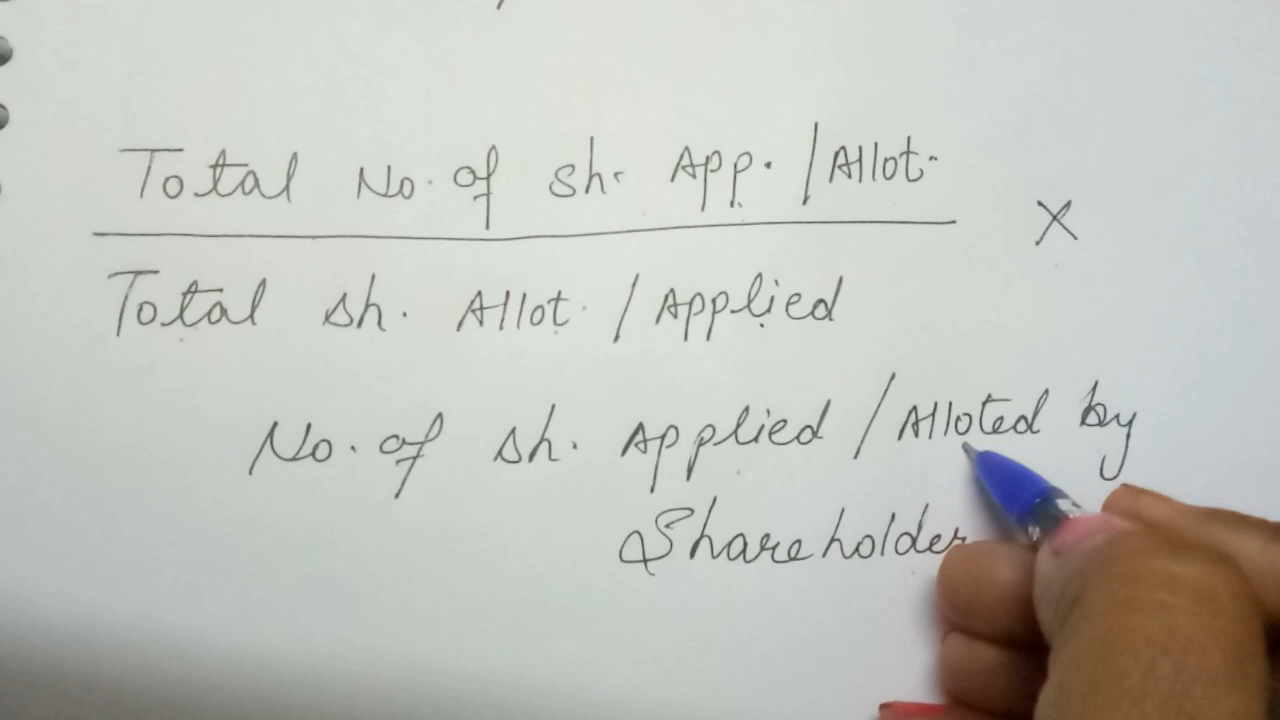 Total No. of sh. App. / Allot.
X
Total sh. Allot. / Applied
No. of sh. Applied / Alloted by
Shareholder